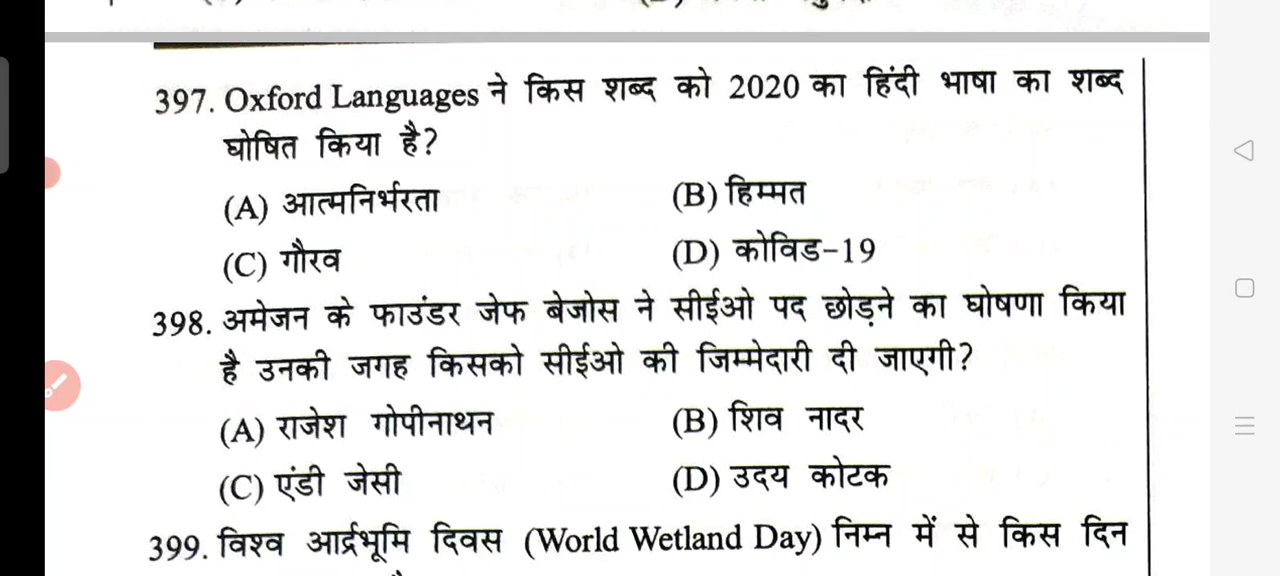 397. Oxford Languages ने किस शब्द को 2020 का हिंदी भाषा का शब्द
घोषित किया है?
(A) आत्मनिर्भरता (B) हिम्मत
(C) गौरव (D) कोविड-19
398. अमेजन के फाउंडर जेफ बेजोस ने सीईओ पद छोड़ने का घोषणा किया
है उनकी जगह किसको सीईओ की जिम्मेदारी दी जाएगी?
(A) राजेश गोपीनाथन (B) शिव नादर
(C) एंडी जेसी (D) उदय कोटक
399. विश्व आर्द्रभूमि दिवस (World Wetland Day) निम्न में से किस दिन